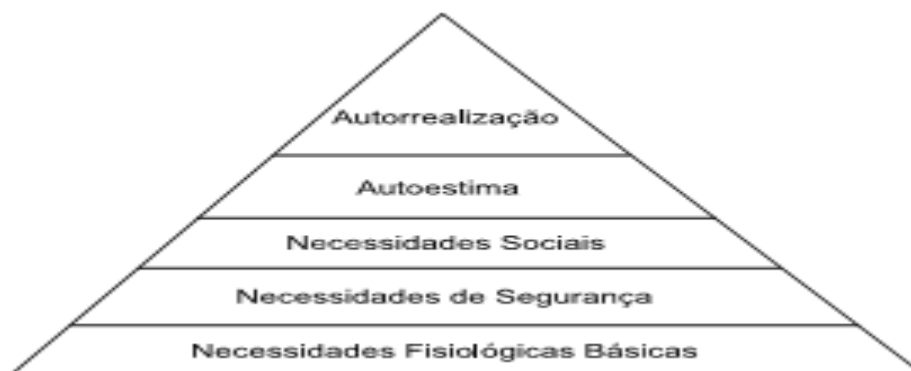 Autorrealização
Autoestima
Necessidades Sociais
Necessidades de Segurança
Necessidades Fisiológicas Básicas